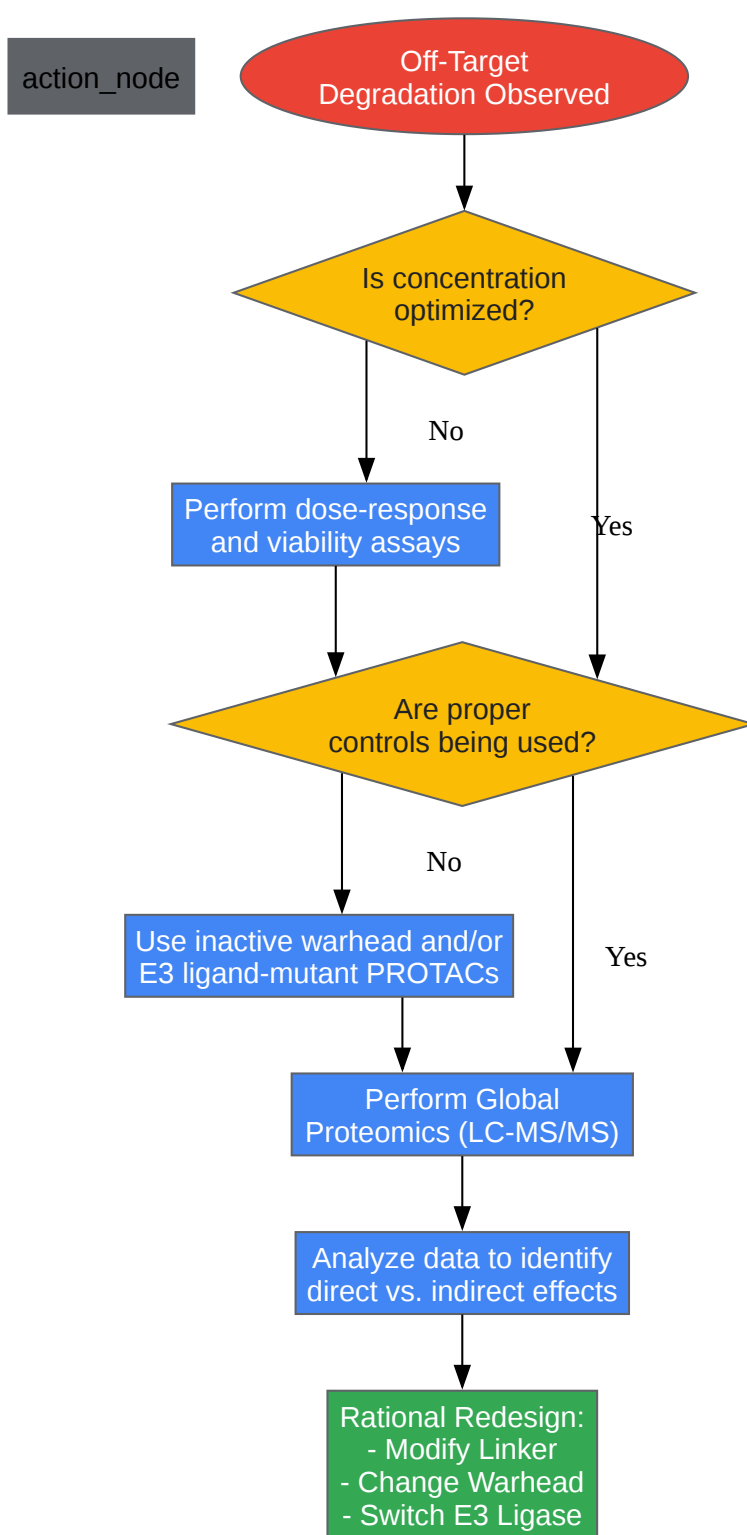 action_node
Off-Target
Degradation Observed
Is concentration
optimized?
No
Perform dose-response
and viability assays
Yes
Are proper
controls being used?
No
Use inactive warhead and/or
E3 ligand-mutant PROTACs
Yes
Perform Global
Proteomics (LC-MS/MS)
Analyze data to identify
direct vs. indirect effects
Rational Redesign:
- Modify Linker
- Change Warhead
- Switch E3 Ligase